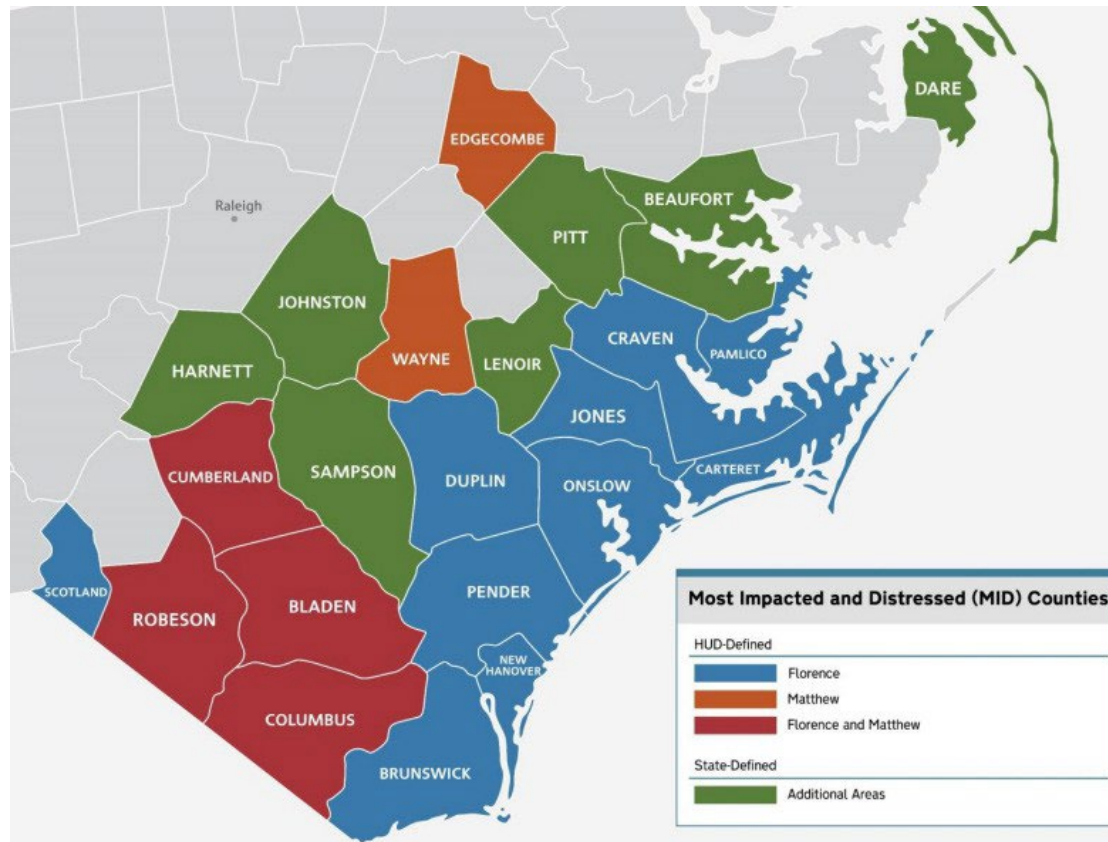 DARE
EDGECOMBE
BEAUFORT
Raleigh
PITT
JOHNSTON
CRAVEN
WAYNE
PAMLICO
LENOIR
HARNETT
JONES
SAMPSON
CARTERET
CUMBERLAND
DUPLIN
ONSLOW
SCOTLAND
PENDER
BLADEN
ROBESON
NEW
HANOVER
COLUMBUS
BRUNSWICK
Most Impacted and Distressed (MID) Counties
HUD-Defined
Florence
Matthew
Florence and Matthew
State-Defined
Additional Areas